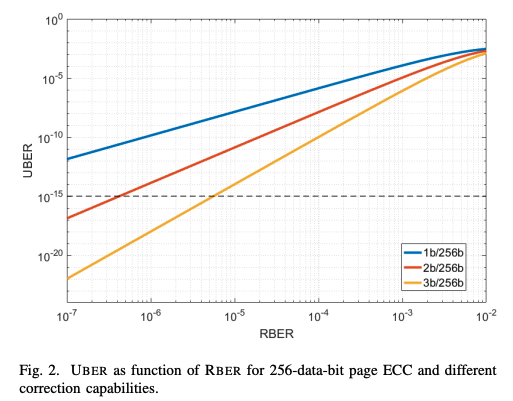 10^0
10^-5
10^-10
10^-15
10^-20
UBER
1b/256b
2b/256b
3b/256b
10^-7 10^-6 10^-5 10^-4 10^-3 10^-2
RBER
Fig. 2. UBER as function of RBER for 256-data-bit page ECC and different
correction capabilities.